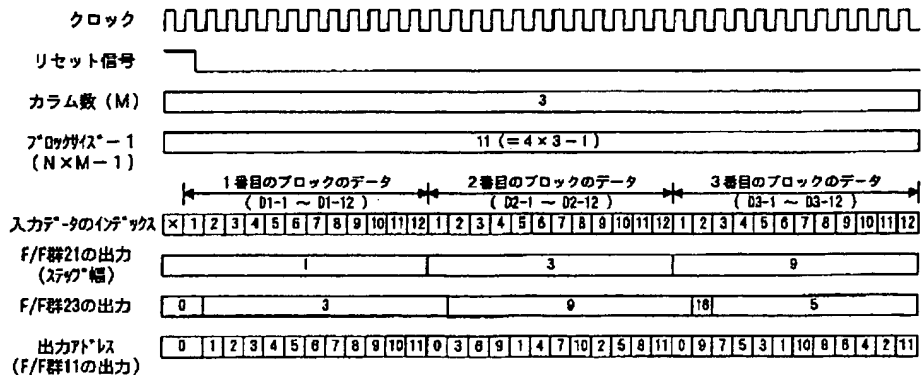 クロック
リセット信号
カラム数 (M) 3
ブロックサイズ－1 11 (=4×3−1)
(N×M−1)
1番目のブロックのデータ 2番目のブロックのデータ 3番目のブロックのデータ
( D1-1 ～ D1-12 ) ( D2-1 ～ D2-12 ) ( D3-1 ～ D3-12 )
入力データのインデックス × 1 2 3 4 5 6 7 8 9 10 11 12 1 2 3 4 5 6 7 8 9 10 11 12 1 2 3 4 5 6 7 8 9 10 11 12
F/F群21の出力 1 3 9
(ステップ幅)
F/F群23の出力 0 3 9 16 5
出力アドレス 0 1 2 3 4 5 6 7 8 9 10 11 0 3 6 9 1 4 7 10 2 5 8 11 0 9 7 5 3 1 10 8 6 4 2 11
(F/F群11の出力)